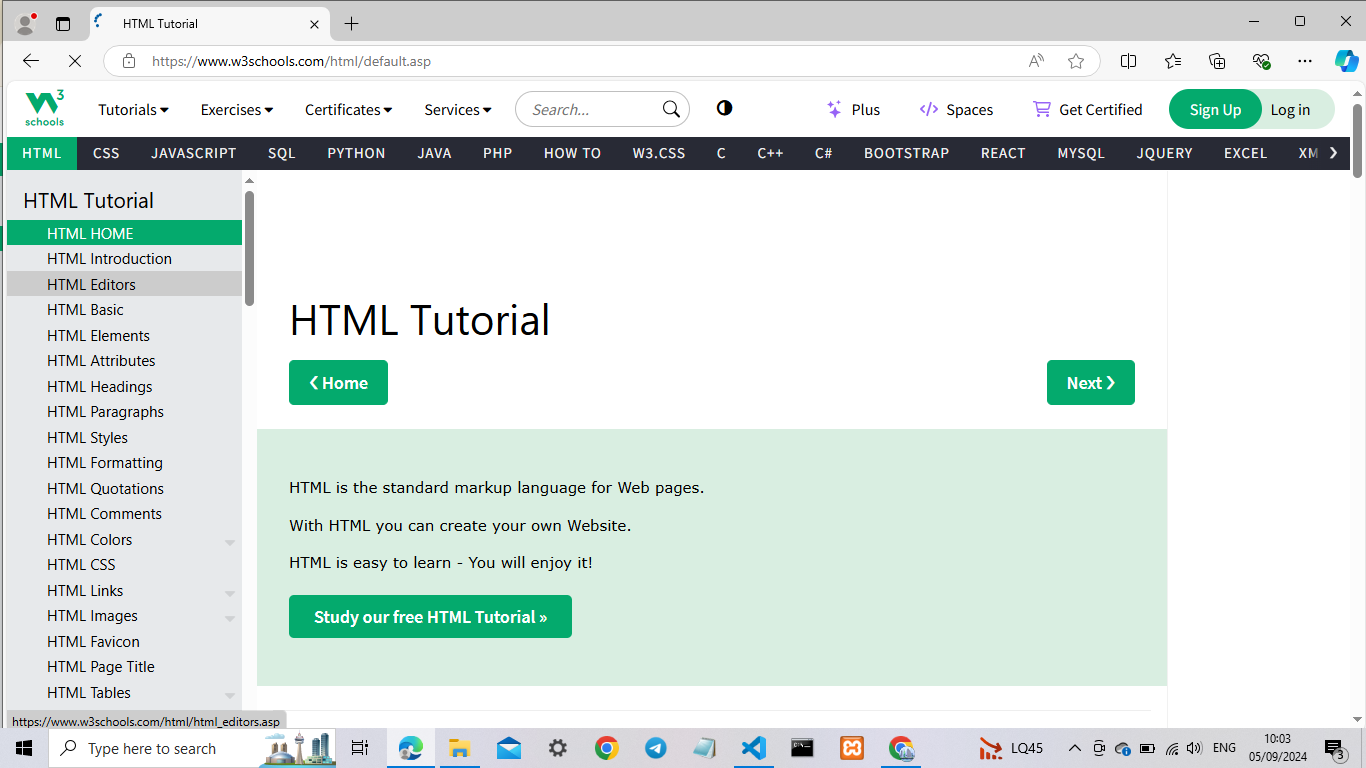 HTML Tutorial
https://www.w3schools.com/html/default.asp
W3 schools
Tutorials Exercises Certificates Services Search... Plus Spaces Get Certified Sign Up Log in
HTML CSS JAVASCRIPT SQL PYTHON JAVA PHP HOW TO W3.CSS C C++ C# BOOTSTRAP REACT MYSQL JQUERY EXCEL XM
HTML Tutorial
HTML HOME
HTML Introduction
HTML Editors
HTML Basic
HTML Elements
HTML Attributes
HTML Headings
HTML Paragraphs
HTML Styles
HTML Formatting
HTML Quotations
HTML Comments
HTML Colors
HTML CSS
HTML Links
HTML Images
HTML Favicon
HTML Page Title
HTML Tables
HTML Tutorial
❮ Home
Next ❯
HTML is the standard markup language for Web pages.
With HTML you can create your own Website.
HTML is easy to learn - You will enjoy it!
Study our free HTML Tutorial »
https://www.w3schools.com/html/html_editors.asp
Type here to search
LQ45
ENG
10:03
05/09/2024
3